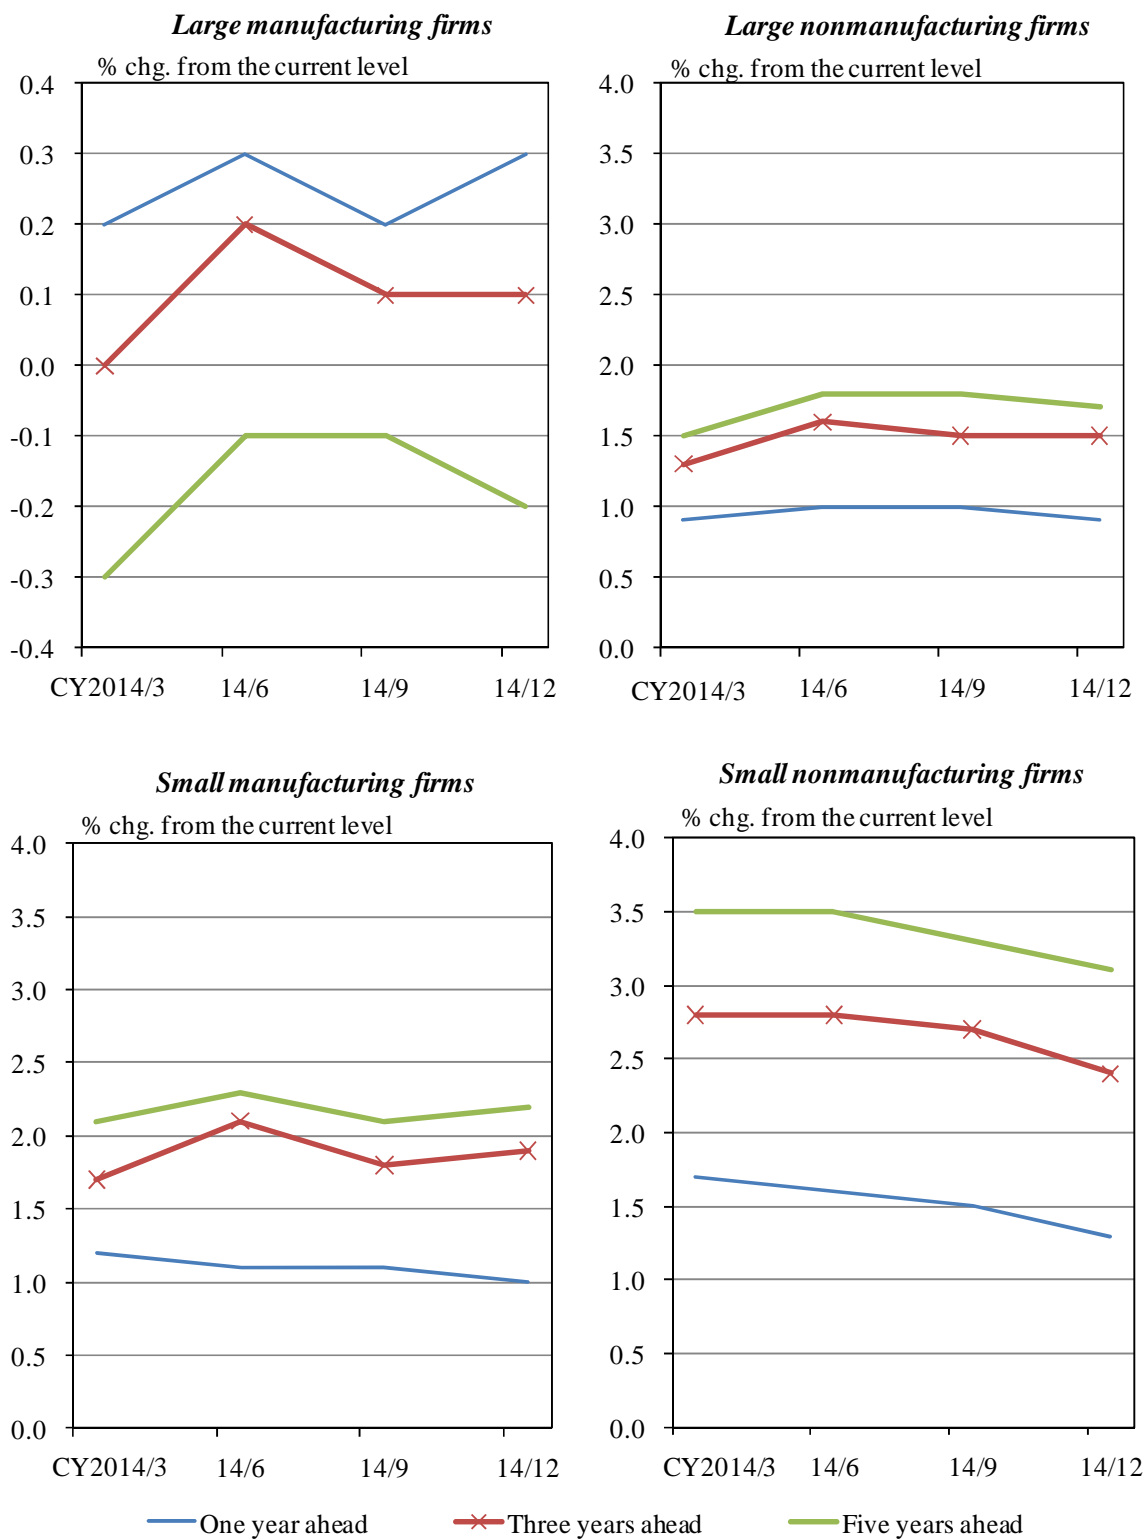 Large manufacturing firms
% chg. from the current level
0.4
0.3
0.2
0.1
0.0
-0.1
-0.2
-0.3
-0.4
CY2014/3 14/6 14/9 14/12
Large nonmanufacturing firms
% chg. from the current level
4.0
3.5
3.0
2.5
2.0
1.5
1.0
0.5
0.0
CY2014/3 14/6 14/9 14/12
Small manufacturing firms
% chg. from the current level
4.0
3.5
3.0
2.5
2.0
1.5
1.0
0.5
0.0
CY2014/3 14/6 14/9 14/12
Small nonmanufacturing firms
% chg. from the current level
4.0
3.5
3.0
2.5
2.0
1.5
1.0
0.5
0.0
CY2014/3 14/6 14/9 14/12
One year ahead Three years ahead Five years ahead